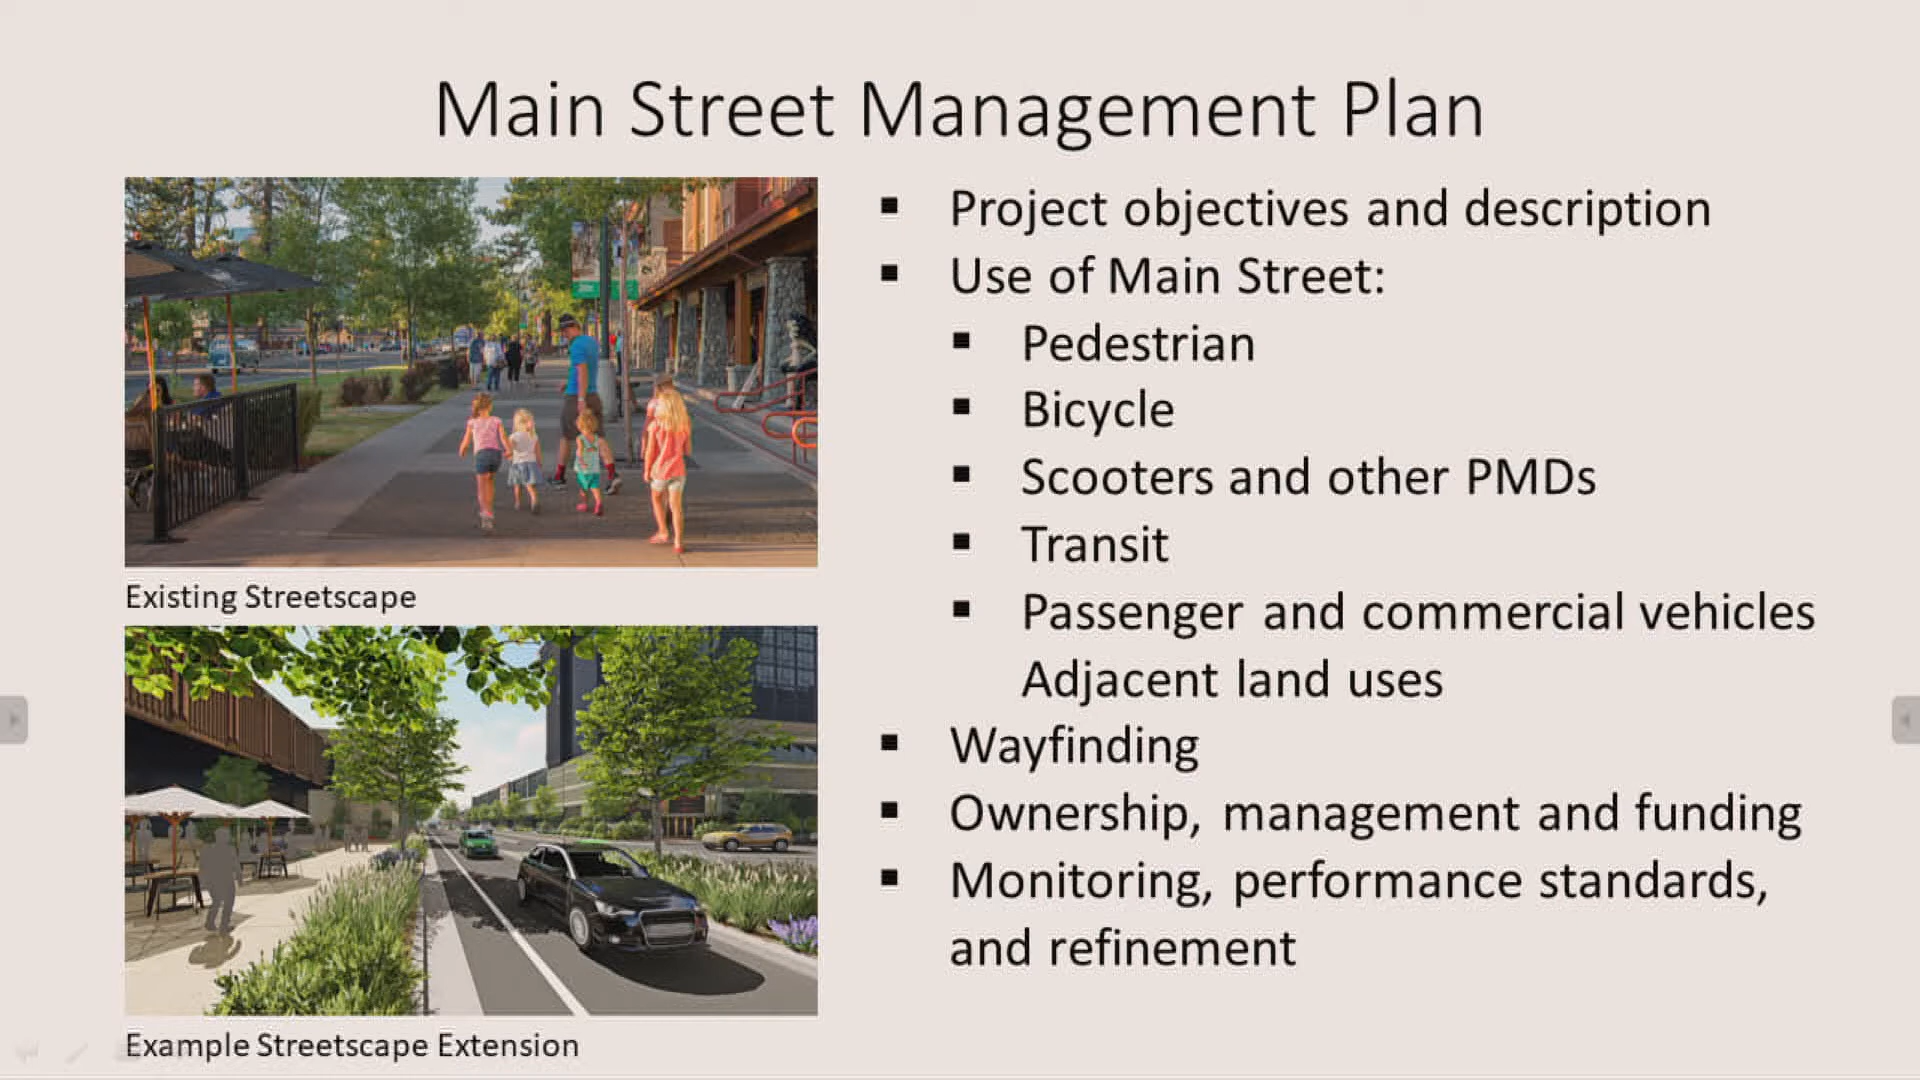 Main Street Management Plan
Existing Streetscape
Example Streetscape Extension
▪ Project objectives and description
▪ Use of Main Street:
▪ Pedestrian
▪ Bicycle
▪ Scooters and other PMDs
▪ Transit
▪ Passenger and commercial vehicles
Adjacent land uses
▪ Wayfinding
▪ Ownership, management and funding
▪ Monitoring, performance standards,
and refinement